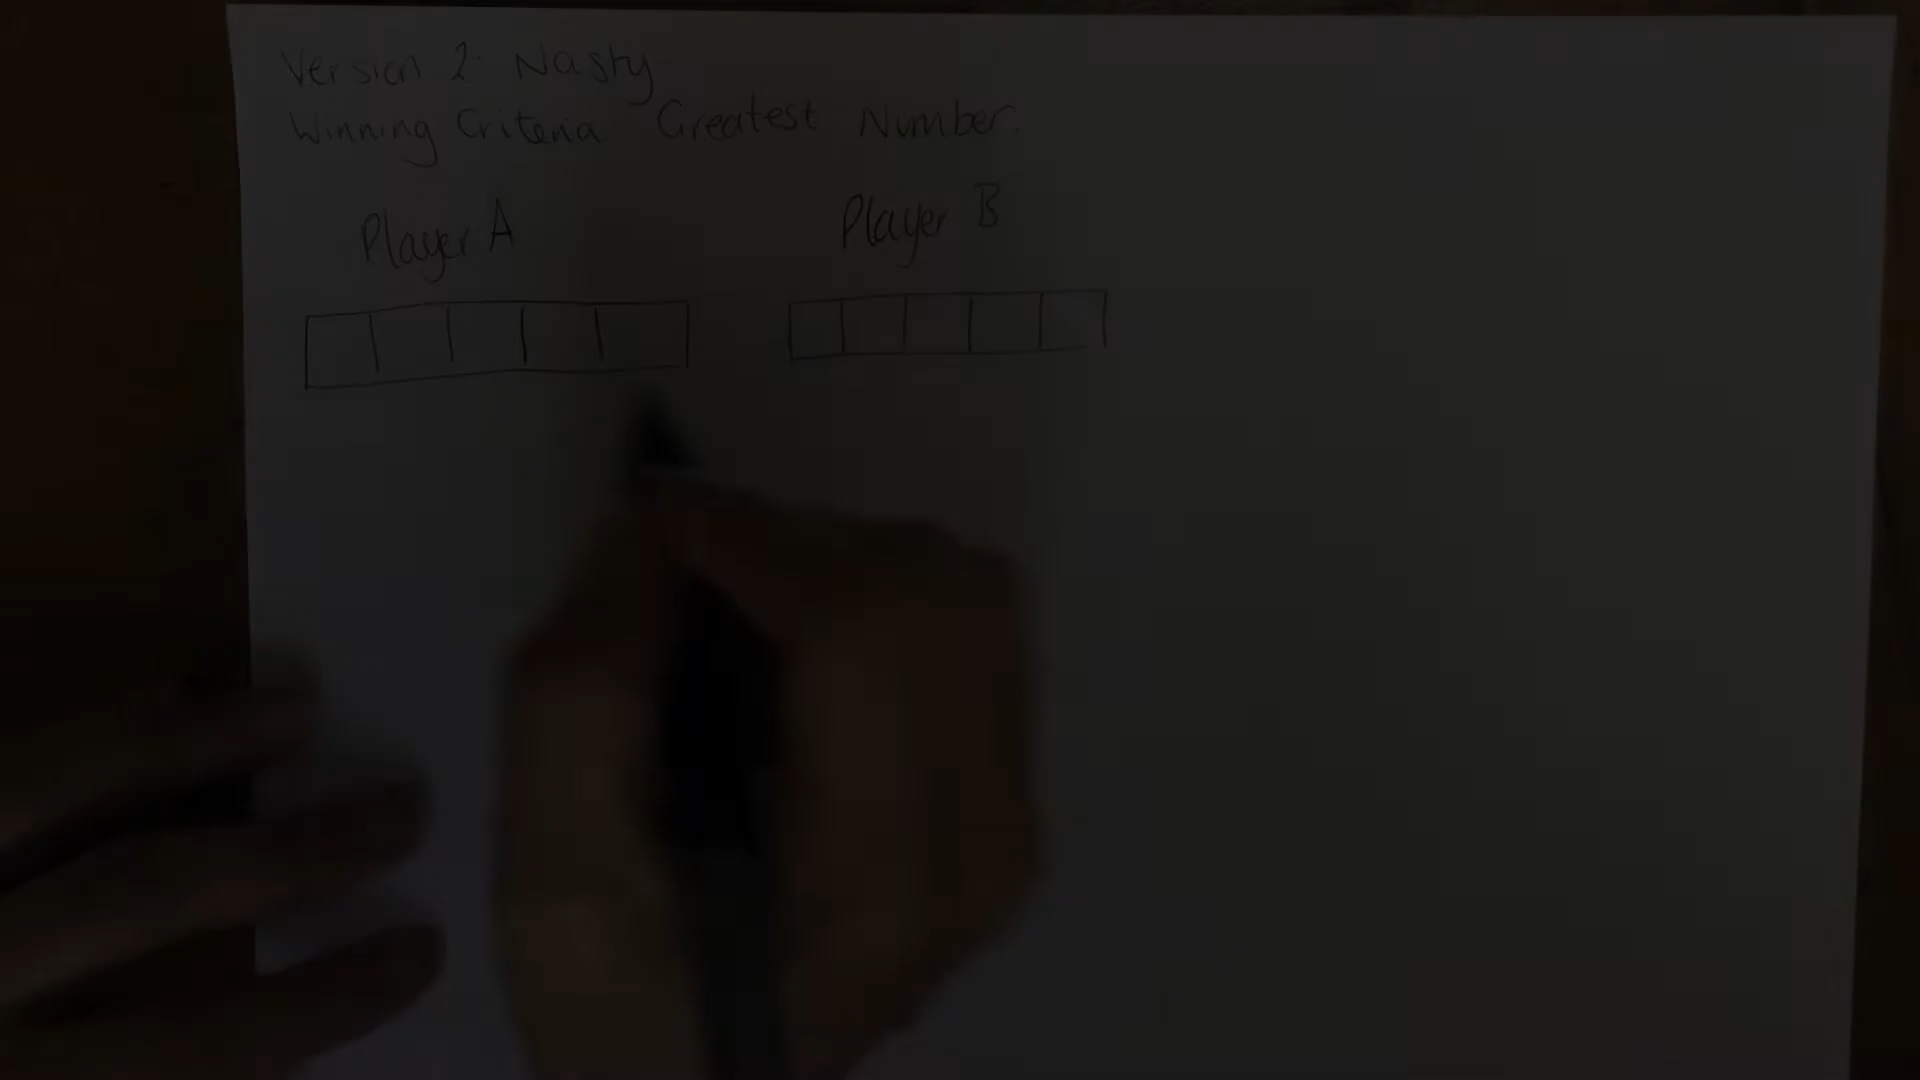 Version 2: Nasty
Winning Criteria Greatest Number.
Player A
Player B